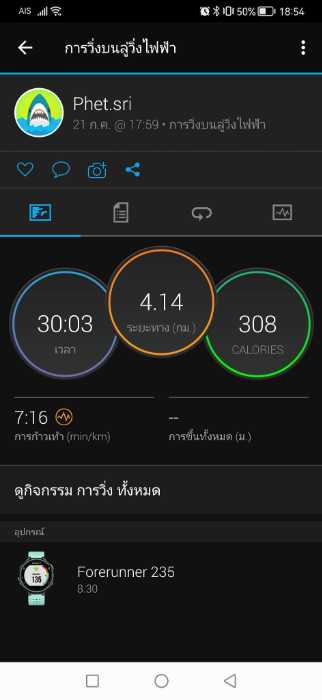 AIS 50% 18:54
การวิ่งบนลู่วิ่งไฟฟ้า
Phet.sri
21 ก.ค. @ 17:59 • การวิ่งบนลู่วิ่งไฟฟ้า
30:03
เวลา
4.14
ระยะทาง (กม.)
308
CALORIES
7:16
การก้าวเท้า (min/km)
--
การขึ้นทั้งหมด (ม.)
ดูกิจกรรม การวิ่ง ทั้งหมด
อุปกรณ์
Forerunner 235
8.30